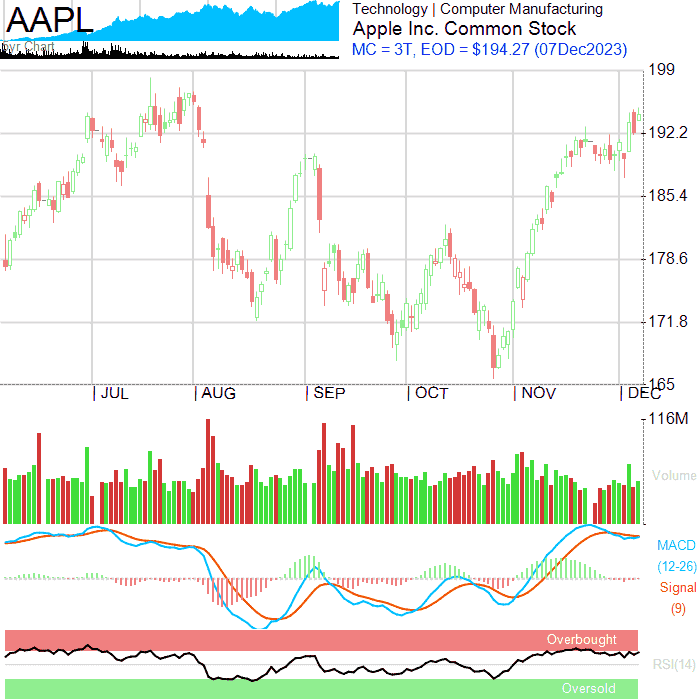 AAPL
Technology | Computer Manufacturing
Apple Inc. Common Stock
MC = 3T, EOD = $194.27 (07Dec2023)
Chart
199
192.2
185.4
178.6
171.8
165
JUL
AUG
SEP
OCT
NOV
DEC
116M
Volume
MACD
(12-26)
Signal
(9)
Overbought
RSI(14)
Oversold